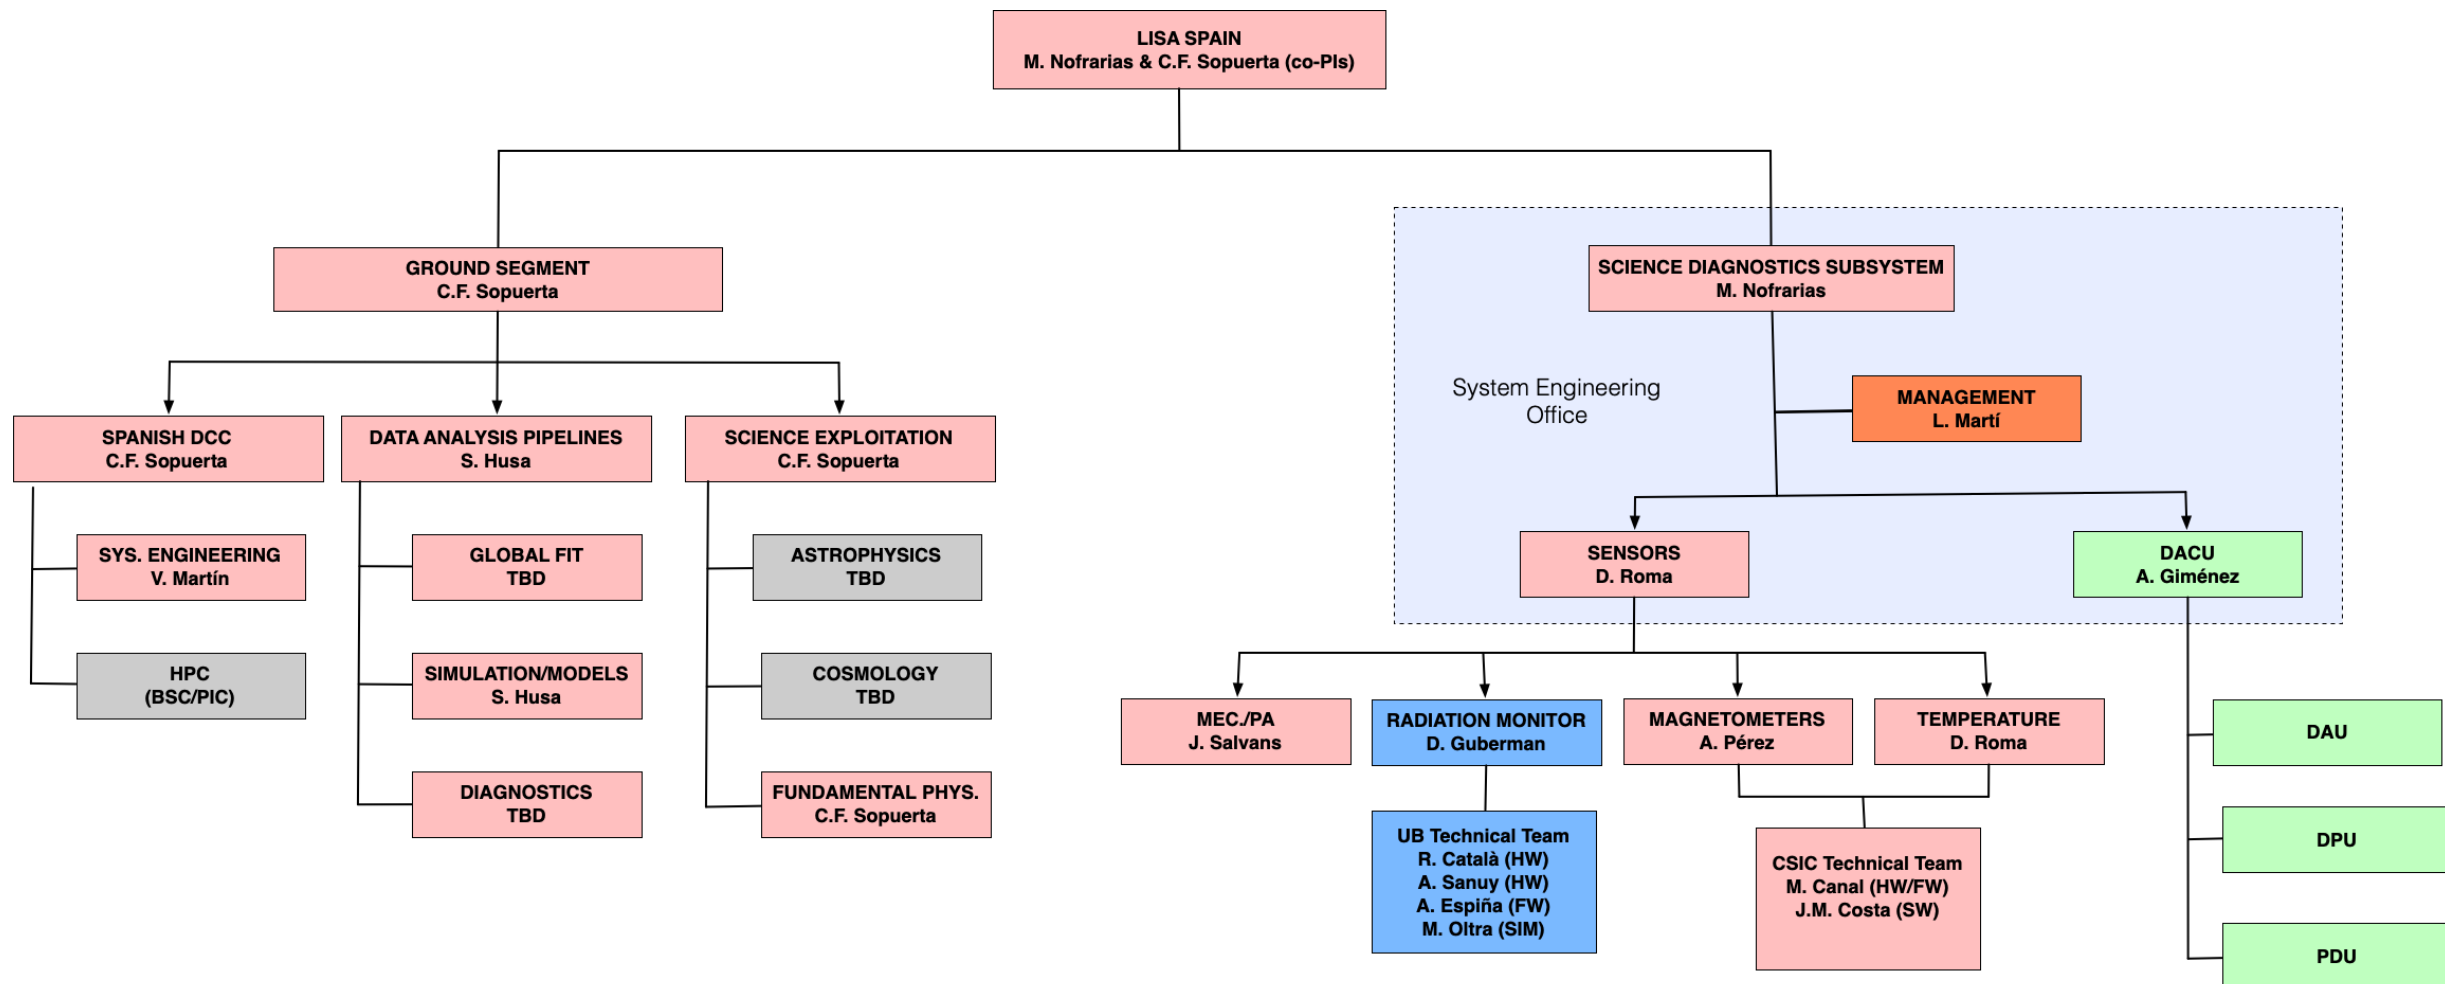 LISA SPAIN
M. Nofrarias & C.F. Sopuerta (co-PIs)
GROUND SEGMENT
C.F. Sopuerta
SCIENCE DIAGNOSTICS SUBSYSTEM
M. Nofrarias
System Engineering
Office
MANAGEMENT
L. Martí
SPANISH DCC
C.F. Sopuerta
DATA ANALYSIS PIPELINES
S. Husa
SCIENCE EXPLOITATION
C.F. Sopuerta
SYS. ENGINEERING
V. Martín
HPC
(BSC/PIC)
GLOBAL FIT
TBD
SIMULATION/MODELS
S. Husa
DIAGNOSTICS
TBD
ASTROPHYSICS
TBD
COSMOLOGY
TBD
FUNDAMENTAL PHYS.
C.F. Sopuerta
SENSORS
D. Roma
DACU
A. Giménez
MEC./PA
J. Salvans
RADIATION MONITOR
D. Guberman
MAGNETOMETERS
A. Pérez
TEMPERATURE
D. Roma
UB Technical Team
R. Català (HW)
A. Sanuy (HW)
A. Espiña (FW)
M. Oltra (SIM)
CSIC Technical Team
M. Canal (HW/FW)
J.M. Costa (SW)
DAU
DPU
PDU